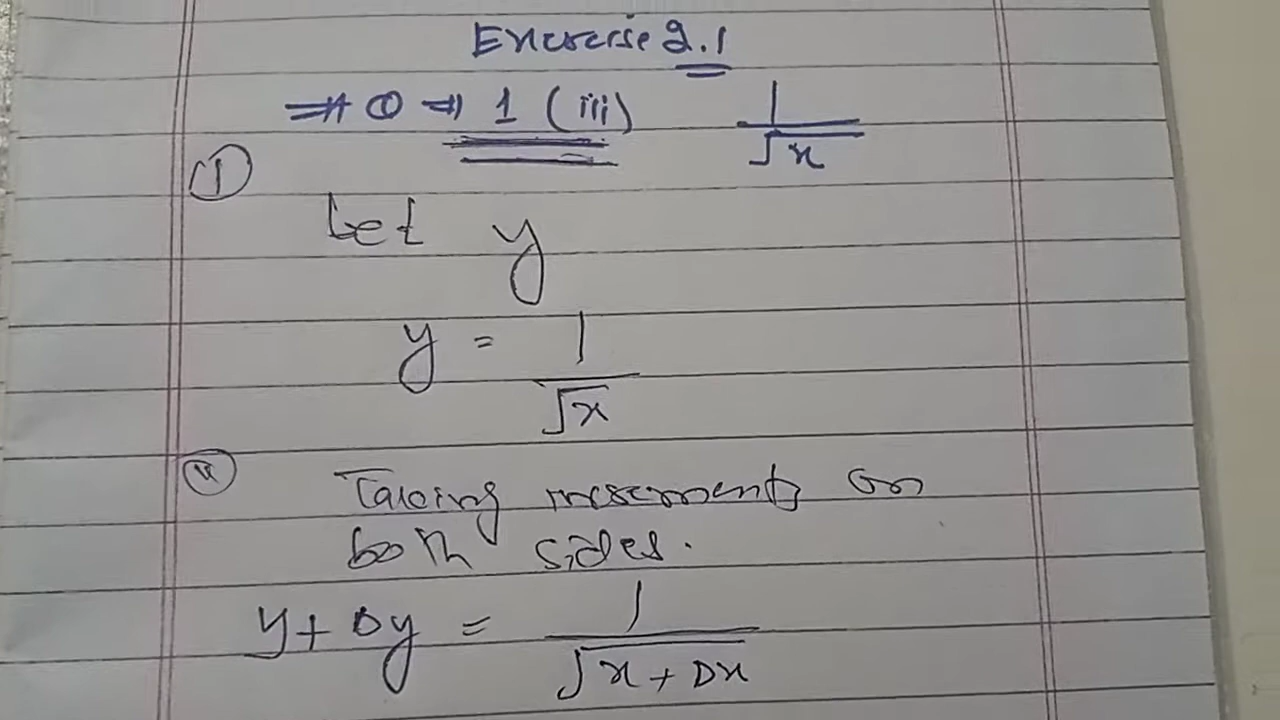 Exercise 2.1
⇒ Q ⇒ 1 (iii) 1/√x
① Let y
y = 1/√x
② Taking increments on
both sides.
y + Δy = 1/√x + Δx